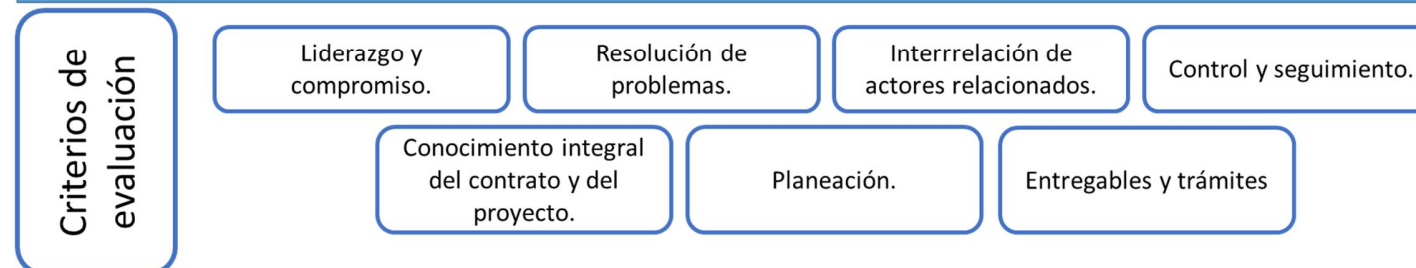 Criterios de
evaluación
Liderazgo y
compromiso.
Resolución de
problemas.
Interrrelación de
actores relacionados.
Control y seguimiento.
Conocimiento integral
del contrato y del
proyecto.
Planeación.
Entregables y trámites